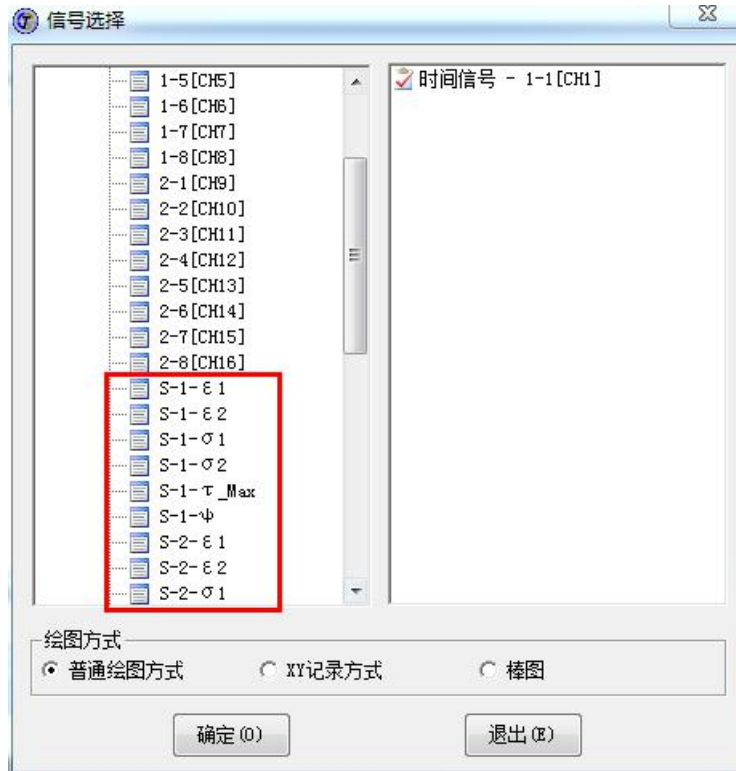 信号选择
1-5[CH5]
1-6[CH6]
1-7[CH7]
1-8[CH8]
2-1[CH9]
2-2[CH10]
2-3[CH11]
2-4[CH12]
2-5[CH13]
2-6[CH14]
2-7[CH15]
2-8[CH16]
S-1-ε1
S-1-ε2
S-1-σ1
S-1-σ2
S-1-τ_Max
S-1-ψ
S-2-ε1
S-2-ε2
S-2-σ1
时间信号 - 1-1[CH1]
绘图方式
普通绘图方式 XY记录方式 棒图
确定(O) 退出(E)